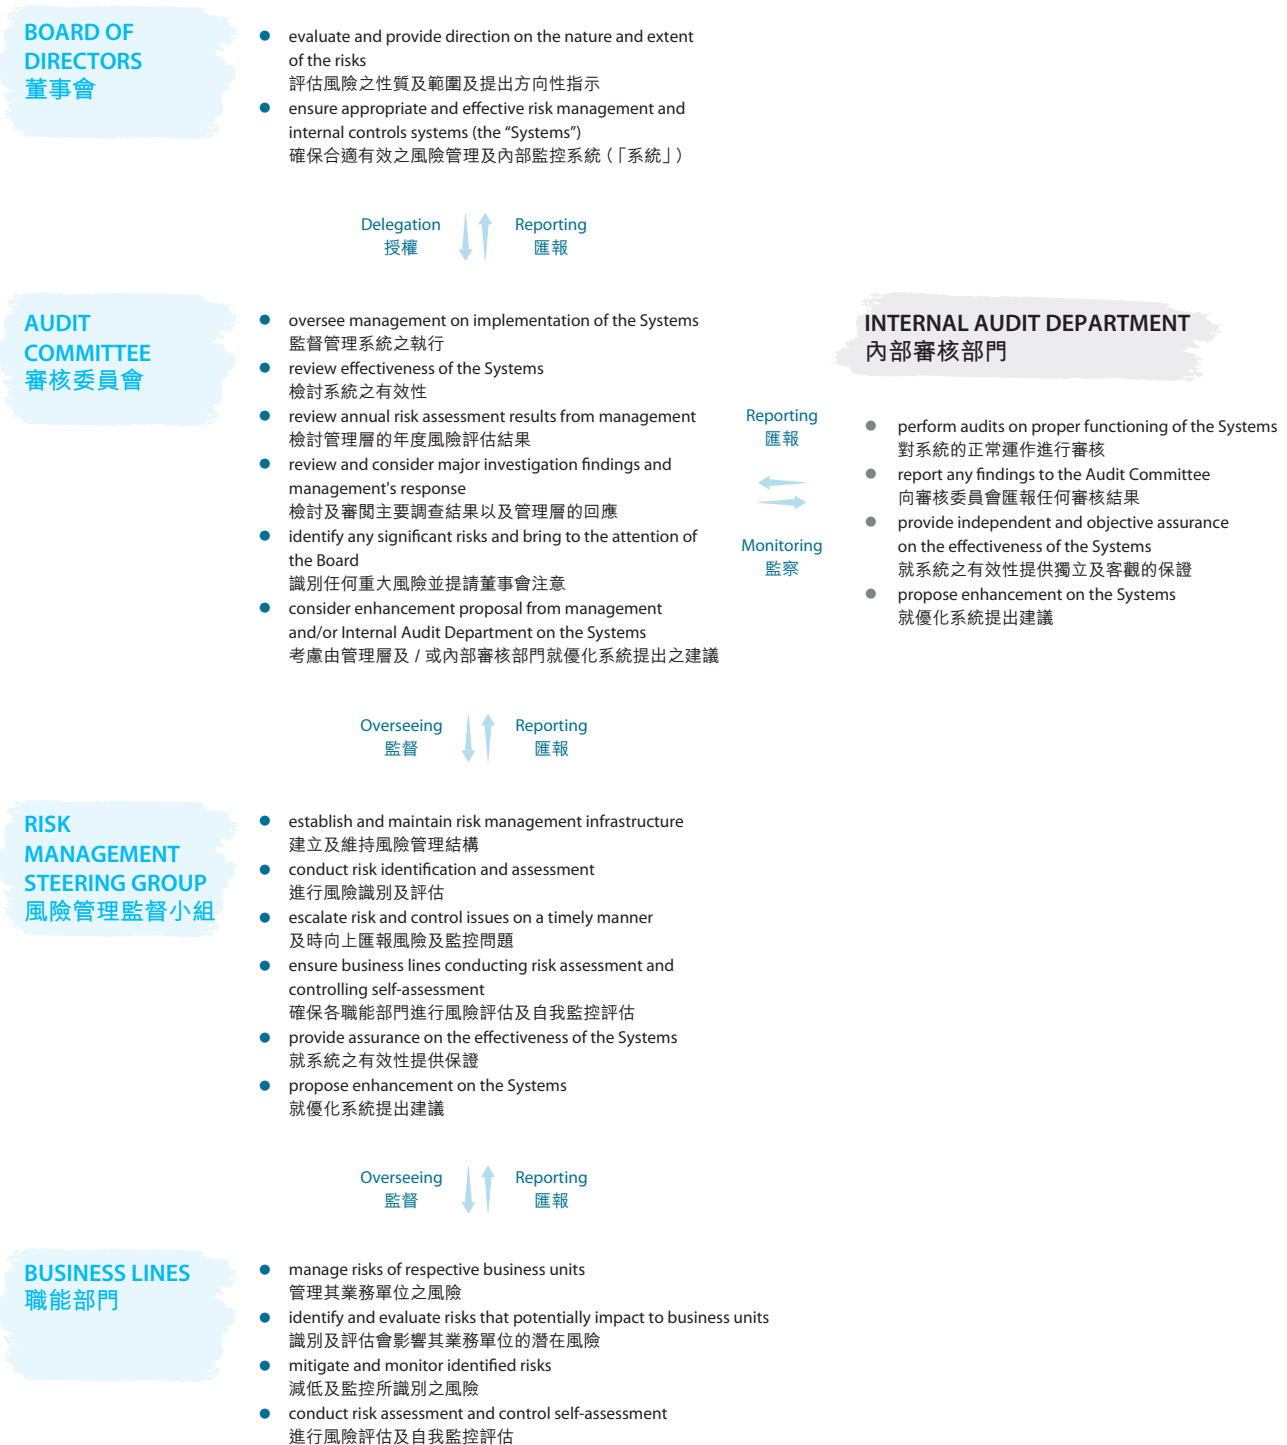 BOARD OF
DIRECTORS
董事會
evaluate and provide direction on the nature and extent
of the risks
評估風險之性質及範圍及提出方向性指示
ensure appropriate and effective risk management and
internal controls systems (the “Systems”)
確保合適有效之風險管理及內部監控系統（「系統」）
Delegation
授權
Reporting
匯報
AUDIT
COMMITTEE
審核委員會
oversee management on implementation of the Systems
監督管理系統之執行
review effectiveness of the Systems
檢討系統之有效性
review annual risk assessment results from management
檢討管理層的年度風險評估結果
review and consider major investigation findings and
management's response
檢討及審閱主要調查結果以及管理層的回應
identify any significant risks and bring to the attention of
the Board
識別任何重大風險並提請董事會注意
consider enhancement proposal from management
and/or Internal Audit Department on the Systems
考慮由管理層及 / 或內部審核部門就優化系統提出之建議
Reporting
匯報
Monitoring
監察
INTERNAL AUDIT DEPARTMENT
內部審核部門
perform audits on proper functioning of the Systems
對系統的正常運作進行審核
report any findings to the Audit Committee
向審核委員會匯報任何審核結果
provide independent and objective assurance
on the effectiveness of the Systems
就系統之有效性提供獨立及客觀的保證
propose enhancement on the Systems
就優化系統提出建議
Overseeing
監督
Reporting
匯報
RISK
MANAGEMENT
STEERING GROUP
風險管理監督小組
establish and maintain risk management infrastructure
建立及維持風險管理結構
conduct risk identification and assessment
進行風險識別及評估
escalate risk and control issues on a timely manner
及時向上匯報風險及監控問題
ensure business lines conducting risk assessment and
controlling self-assessment
確保各職能部門進行風險評估及自我監控評估
provide assurance on the effectiveness of the Systems
就系統之有效性提供保證
propose enhancement on the Systems
就優化系統提出建議
Overseeing
監督
Reporting
匯報
BUSINESS LINES
職能部門
manage risks of respective business units
管理其業務單位之風險
identify and evaluate risks that potentially impact to business units
識別及評估會影響其業務單位的潛在風險
mitigate and monitor identified risks
減低及監控所識別之風險
conduct risk assessment and control self-assessment
進行風險評估及自我監控評估